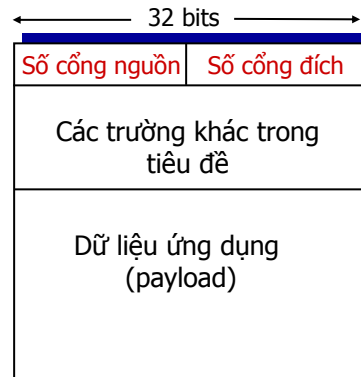 32 bits
Số cổng nguồn Số cổng đích
Các trường khác trong
tiêu đề
Dữ liệu ứng dụng
(payload)